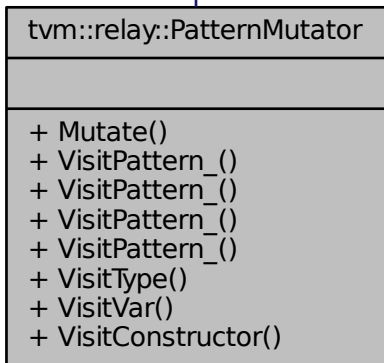 tvm::relay::PatternMutator
+ Mutate()
+ VisitPattern_()
+ VisitPattern_()
+ VisitPattern_()
+ VisitPattern_()
+ VisitType()
+ VisitVar()
+ VisitConstructor()